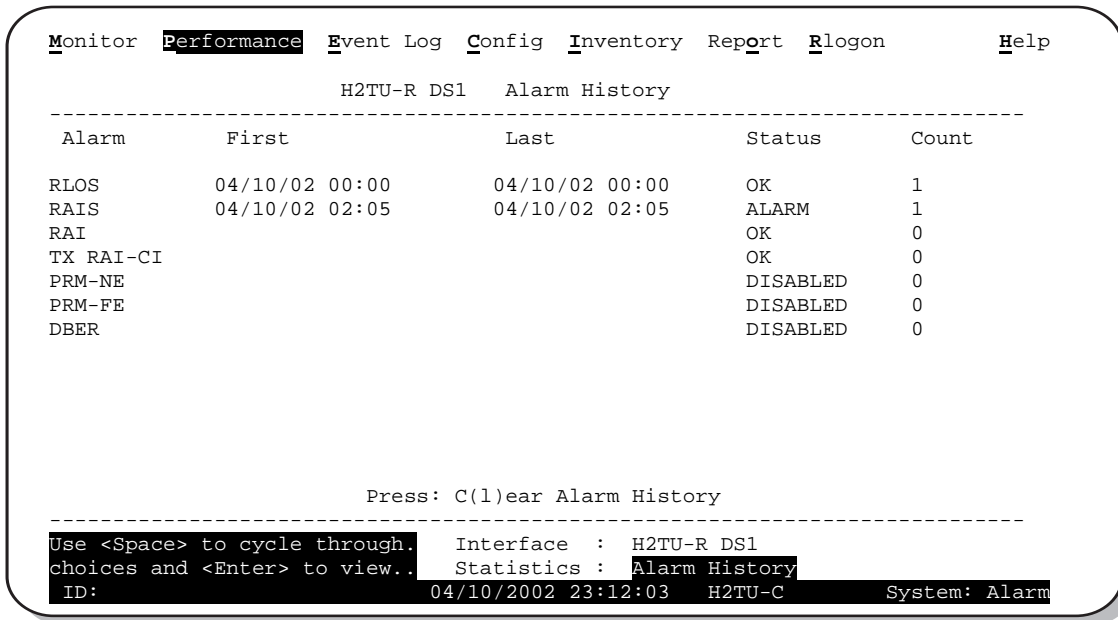 Monitor Performance Event Log Config Inventory Report Rlogon Help
H2TU-R DS1 Alarm History
--------------------------------------------------------------------------------
Alarm First Last Status Count
RLOS 04/10/02 00:00 04/10/02 00:00 OK 1
RAIS 04/10/02 02:05 04/10/02 02:05 ALARM 1
RAI OK 0
TX RAI-CI OK 0
PRM-NE DISABLED 0
PRM-FE DISABLED 0
DBER DISABLED 0
Press: C(l)ear Alarm History
--------------------------------------------------------------------------------
Use <Space> to cycle through. Interface : H2TU-R DS1
choices and <Enter> to view.. Statistics : Alarm History
ID: 04/10/2002 23:12:03 H2TU-C System: Alarm